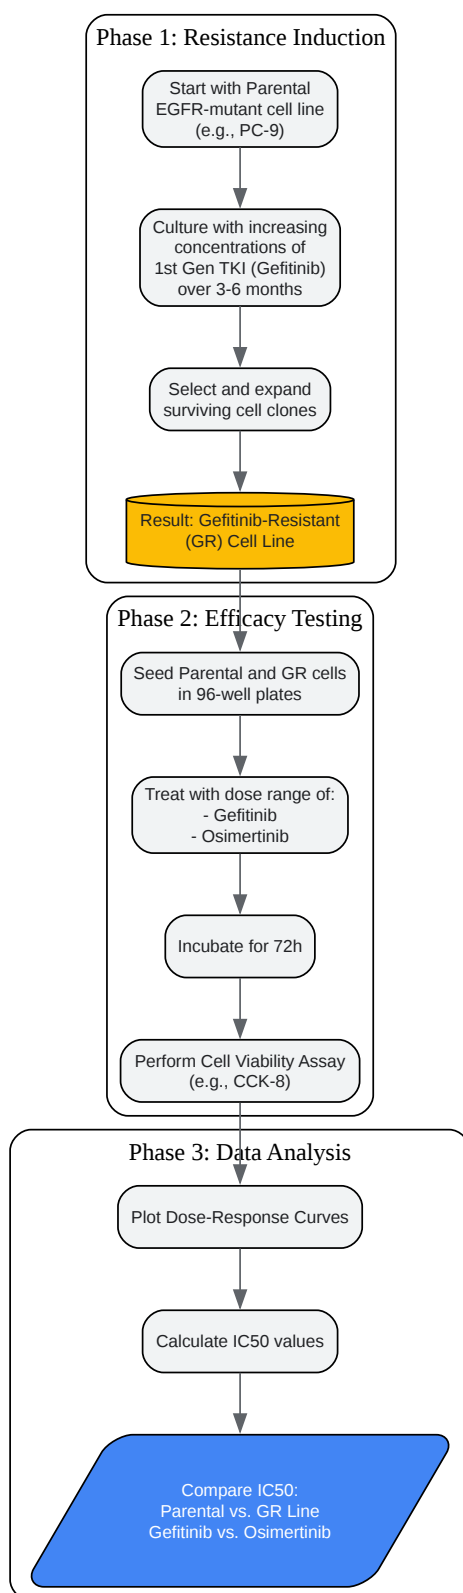 Phase 1: Resistance Induction
Start with Parental
EGFR-mutant cell line
(e.g., PC-9)
Culture with increasing
concentrations of
1st Gen TKI (Gefitinib)
over 3-6 months
Select and expand
surviving cell clones
Result: Gefitinib-Resistant
(GR) Cell Line
Phase 2: Efficacy Testing
Seed Parental and GR cells
in 96-well plates
Treat with dose range of:
- Gefitinib
- Osimertinib
Incubate for 72h
Perform Cell Viability Assay
(e.g., CCK-8)
Phase 3: Data Analysis
Plot Dose-Response Curves
Calculate IC50 values
Compare IC50:
Parental vs. GR Line
Gefitinib vs. Osimertinib